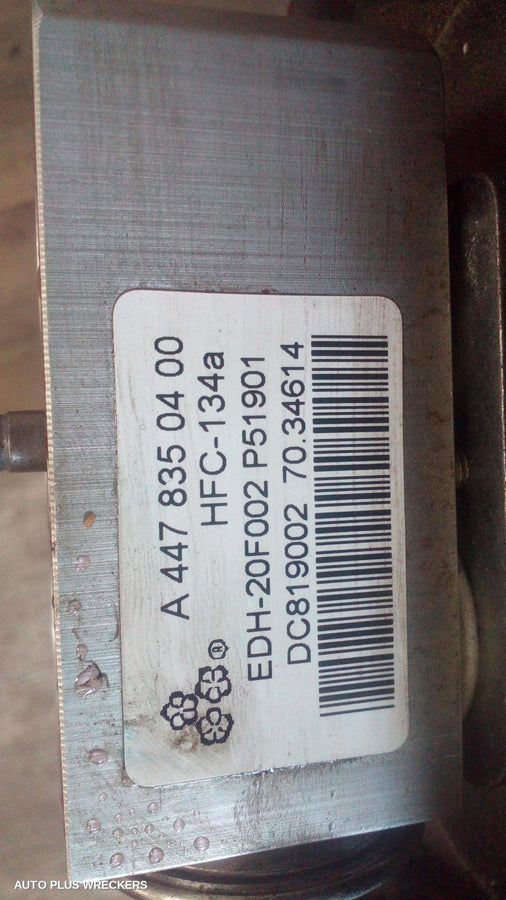 A 447 835 04 00
HFC-134a
EDH-20F002 P51901
DC819002 70.34614
®
AUTO PLUS WRECKERS